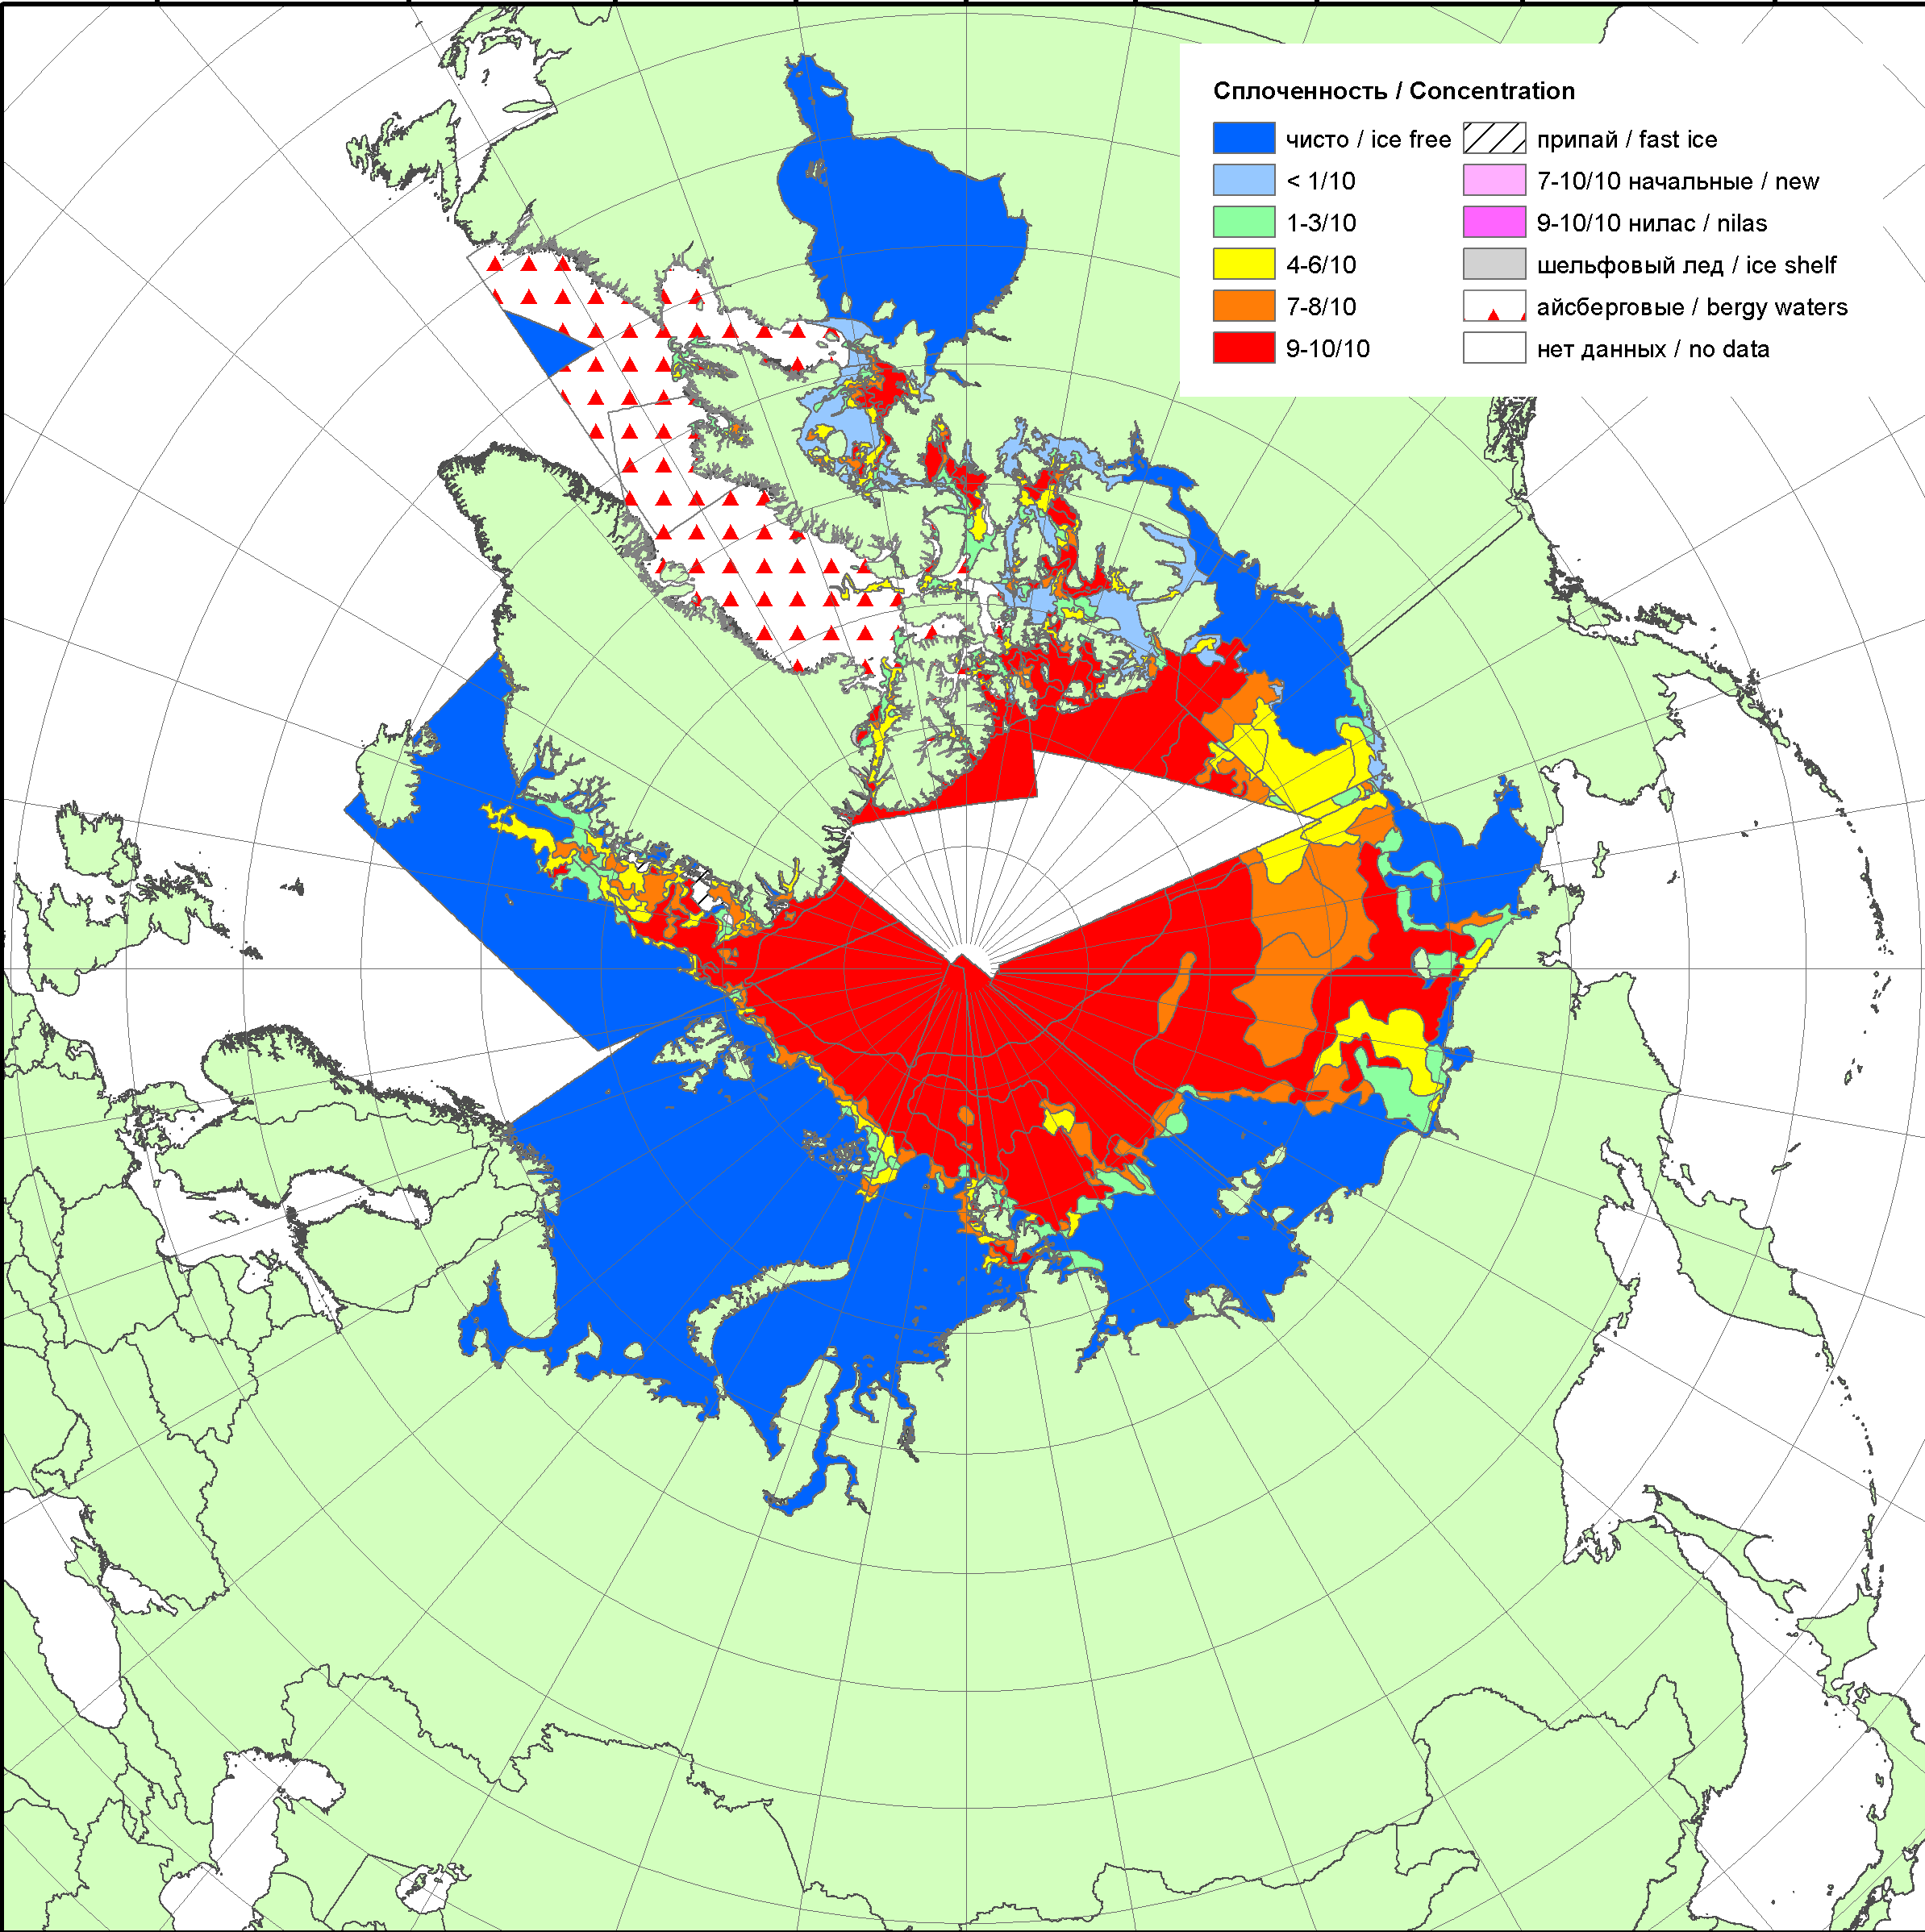 Сплоченность / Concentration
чисто / ice free
< 1/10
1-3/10
4-6/10
7-8/10
9-10/10
припай / fast ice
7-10/10 начальные / new
9-10/10 нилас / nilas
шельфовый лед / ice shelf
айсберговые / bergy waters
нет данных / no data